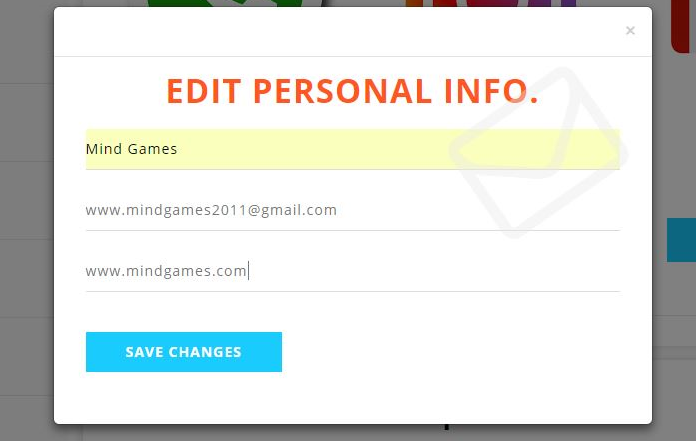 ×
EDIT PERSONAL INFO.
Mind Games
www.mindgames2011@gmail.com
www.mindgames.com
SAVE CHANGES